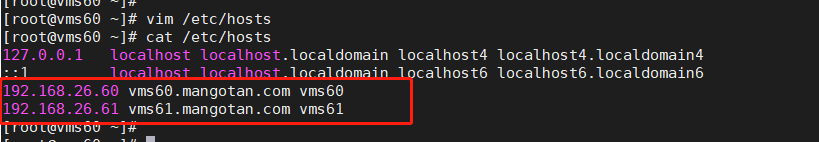 [root@vms60 ~]#
[root@vms60 ~]# vim /etc/hosts
[root@vms60 ~]# cat /etc/hosts
127.0.0.1   localhost localhost.localdomain localhost4 localhost4.localdomain4
::1         localhost localhost.localdomain localhost6 localhost6.localdomain6
192.168.26.60 vms60.mangotan.com vms60
192.168.26.61 vms61.mangotan.com vms61
[root@vms60 ~]#
[root@vms60 ~]#